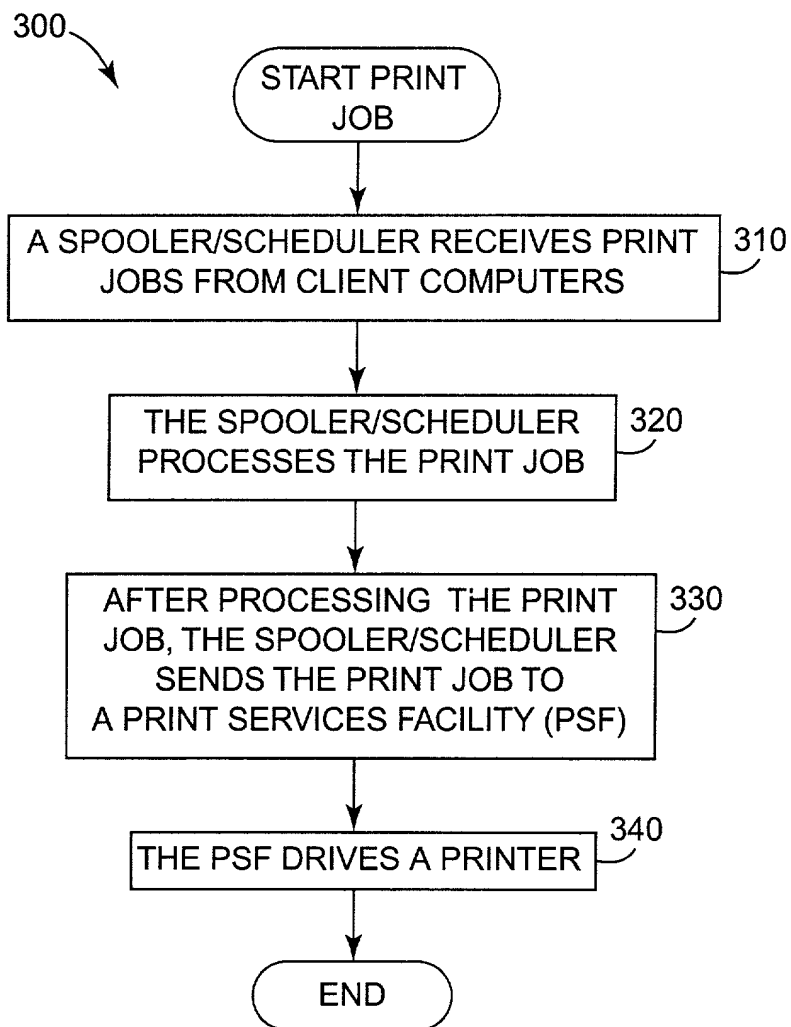 300
START PRINT
JOB
A SPOOLER/SCHEDULER RECEIVES PRINT
JOBS FROM CLIENT COMPUTERS
310
THE SPOOLER/SCHEDULER
PROCESSES THE PRINT JOB
320
AFTER PROCESSING THE PRINT
JOB, THE SPOOLER/SCHEDULER
SENDS THE PRINT JOB TO
A PRINT SERVICES FACILITY (PSF)
330
THE PSF DRIVES A PRINTER
340
END